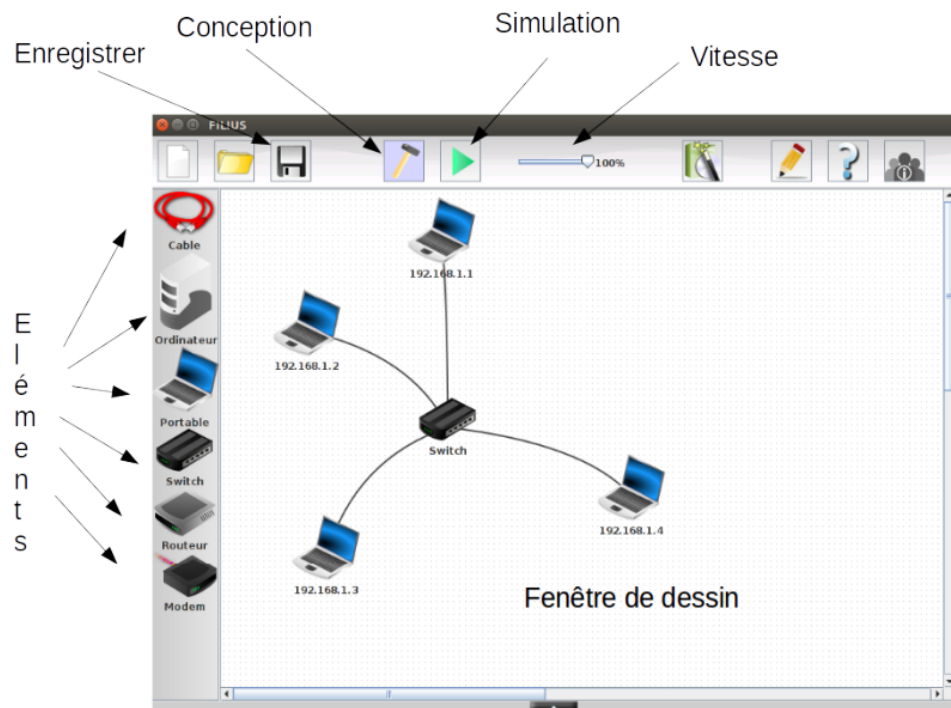 Conception
Simulation
Enregistrer
Vitesse
FILIUS
100%
Cable
Ordinateur
Portable
Switch
Routeur
Modem
Eléments
192.168.1.1
192.168.1.2
Switch
192.168.1.4
192.168.1.3
Fenêtre de dessin